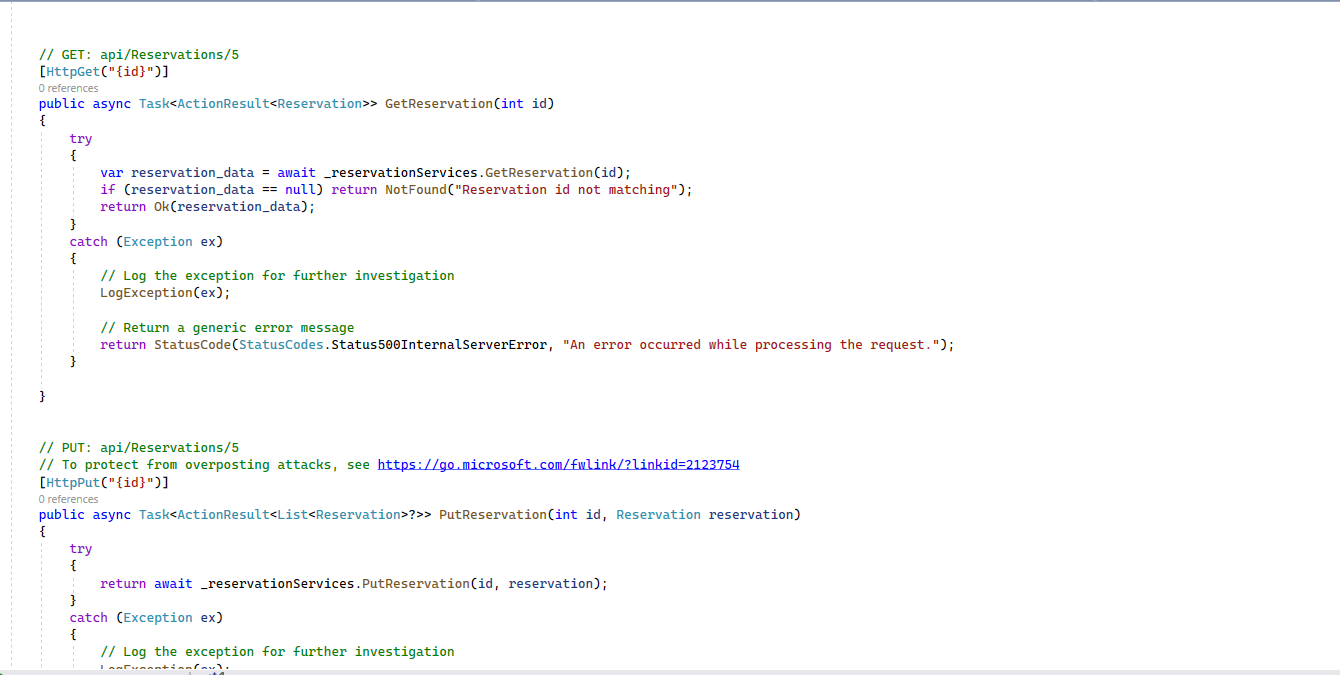 // GET: api/Reservations/5
[HttpGet("{id}")]
0 references
public async Task<ActionResult<Reservation>> GetReservation(int id)
{
try
{
var reservation_data = await _reservationServices.GetReservation(id);
if (reservation_data == null) return NotFound("Reservation id not matching");
return Ok(reservation_data);
}
catch (Exception ex)
{
// Log the exception for further investigation
LogException(ex);
// Return a generic error message
return StatusCode(StatusCodes.Status500InternalServerError, "An error occurred while processing the request.");
}
}
// PUT: api/Reservations/5
// To protect from overposting attacks, see https://go.microsoft.com/fwlink/?linkid=2123754
[HttpPut("{id}")]
0 references
public async Task<ActionResult<List<Reservation>?>> PutReservation(int id, Reservation reservation)
{
try
{
return await _reservationServices.PutReservation(id, reservation);
}
catch (Exception ex)
{
// Log the exception for further investigation
LogException(ex);